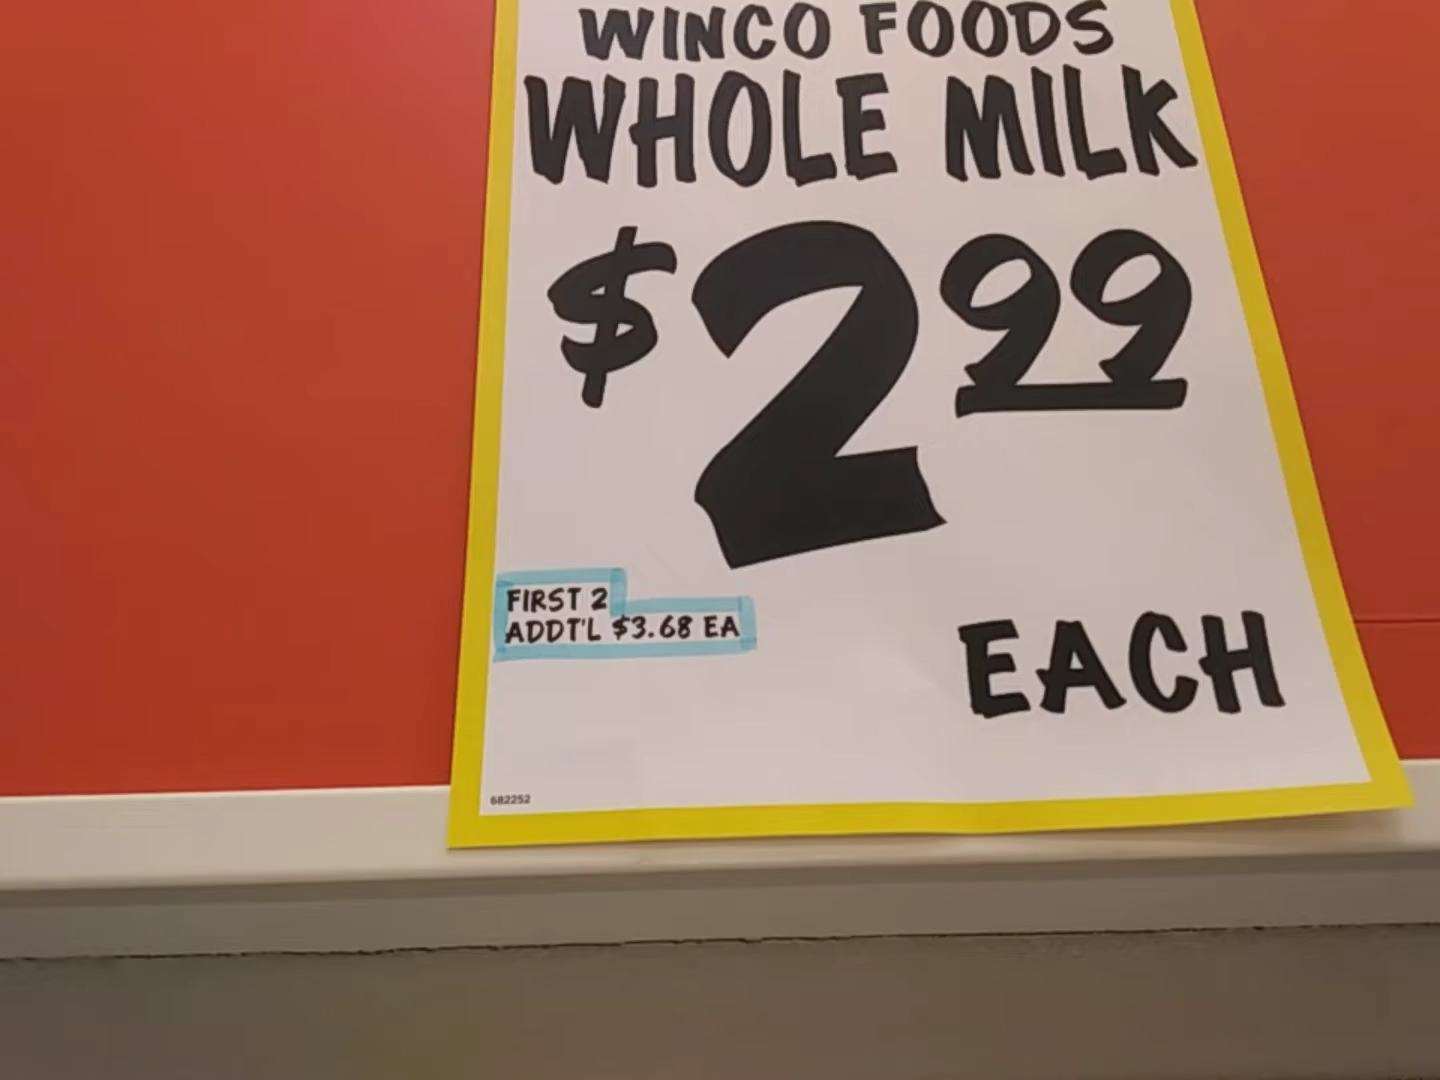 WINCO FOODS
WHOLE MILK
$2 99
FIRST 2
ADDT'L $3.68 EA
EACH
682252